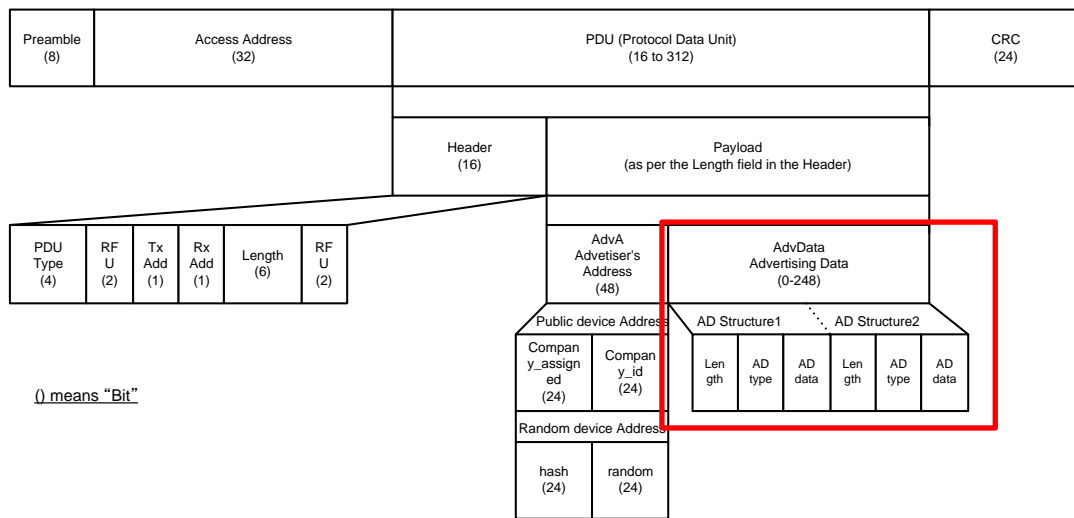 Preamble
(8)
Access Address
(32)
PDU (Protocol Data Unit)
(16 to 312)
CRC
(24)
Header
(16)
Payload
(as per the Length field in the Header)
PDU
Type
(4)
RF
U
(2)
Tx
Add
(1)
Rx
Add
(1)
Length
(6)
RF
U
(2)
AdvA
Advetiser's
Address
(48)
AdvData
Advertising Data
(0-248)
Public device Address
AD Structure1
AD Structure2
Compan
y_assign
ed
(24)
Compan
y_id
(24)
Len
gth
AD
type
AD
data
Len
gth
AD
type
AD
data
() means “Bit”
Random device Address
hash
(24)
random
(24)